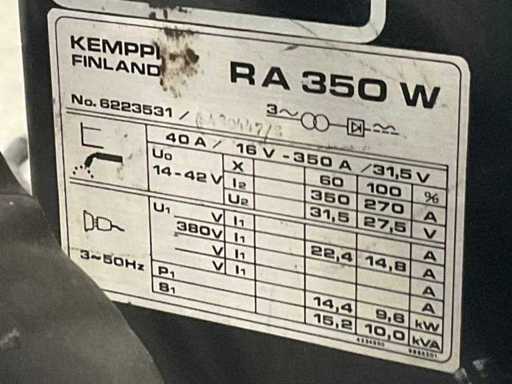 KEMPPI
FINLAND
RA 350 W
No. 6223531 /
3~
40 A / 16 V - 350 A / 31,5 V
U0 X 60 100 %
14-42 V I2 350 270 A
U2 31,5 27,5 V
U1 V I1 A
380V I1 22,4 14,8 A
V I1 A
3~50Hz V I1 A
P1 14,4 9,6 kW
S1 15,2 10,0 kVA